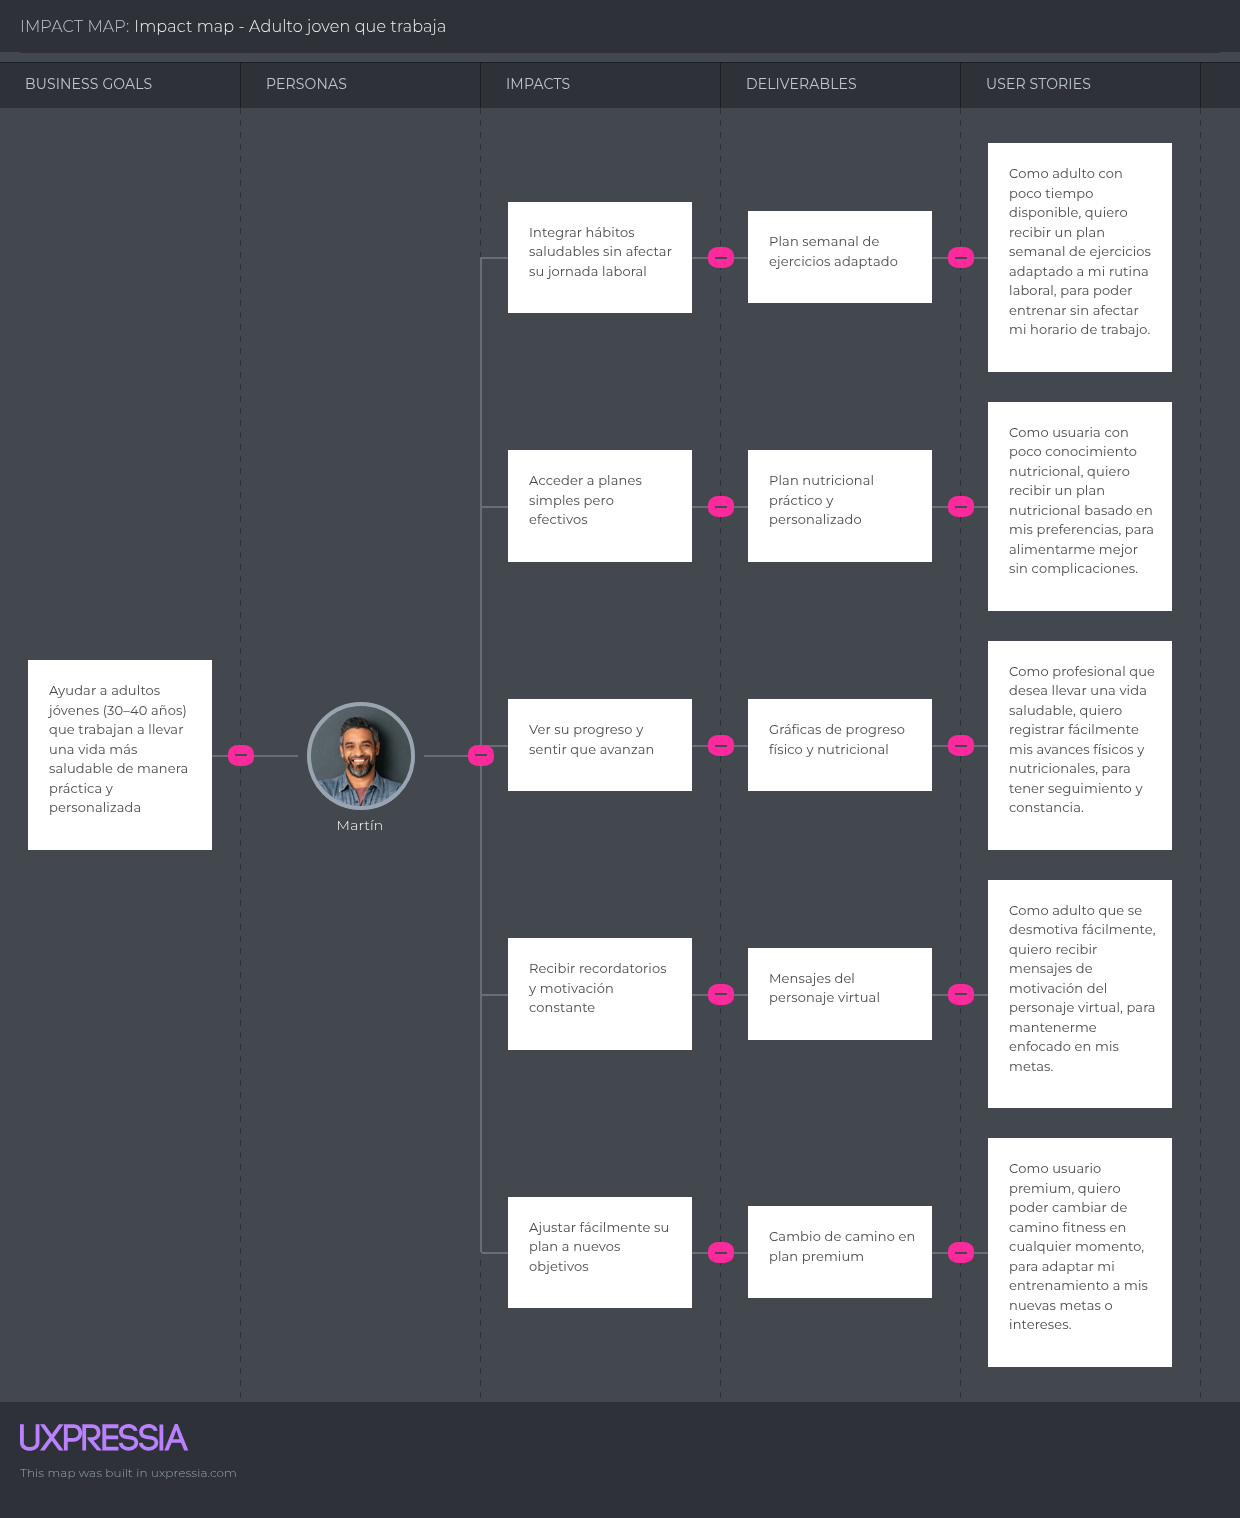 IMPACT MAP: Impact map - Adulto joven que trabaja
BUSINESS GOALS
PERSONAS
IMPACTS
DELIVERABLES
USER STORIES
Ayudar a adultos
jóvenes (30–40 años)
que trabajan a llevar
una vida más
saludable de manera
práctica y
personalizada
Martín
Integrar hábitos
saludables sin afectar
su jornada laboral
Plan semanal de
ejercicios adaptado
Como adulto con
poco tiempo
disponible, quiero
recibir un plan
semanal de ejercicios
adaptado a mi rutina
laboral, para poder
entrenar sin afectar
mi horario de trabajo.
Acceder a planes
simples pero
efectivos
Plan nutricional
práctico y
personalizado
Como usuaria con
poco conocimiento
nutricional, quiero
recibir un plan
nutricional basado en
mis preferencias, para
alimentarme mejor
sin complicaciones.
Ver su progreso y
sentir que avanzan
Gráficas de progreso
físico y nutricional
Como profesional que
desea llevar una vida
saludable, quiero
registrar fácilmente
mis avances físicos y
nutricionales, para
tener seguimiento y
constancia.
Recibir recordatorios
y motivación
constante
Mensajes del
personaje virtual
Como adulto que se
desmotiva fácilmente,
quiero recibir
mensajes de
motivación del
personaje virtual, para
mantenerme
enfocado en mis
metas.
Ajustar fácilmente su
plan a nuevos
objetivos
Cambio de camino en
plan premium
Como usuario
premium, quiero
poder cambiar de
camino fitness en
cualquier momento,
para adaptar mi
entrenamiento a mis
nuevas metas o
intereses.
UXPRESSIA
This map was built in uxpressia.com